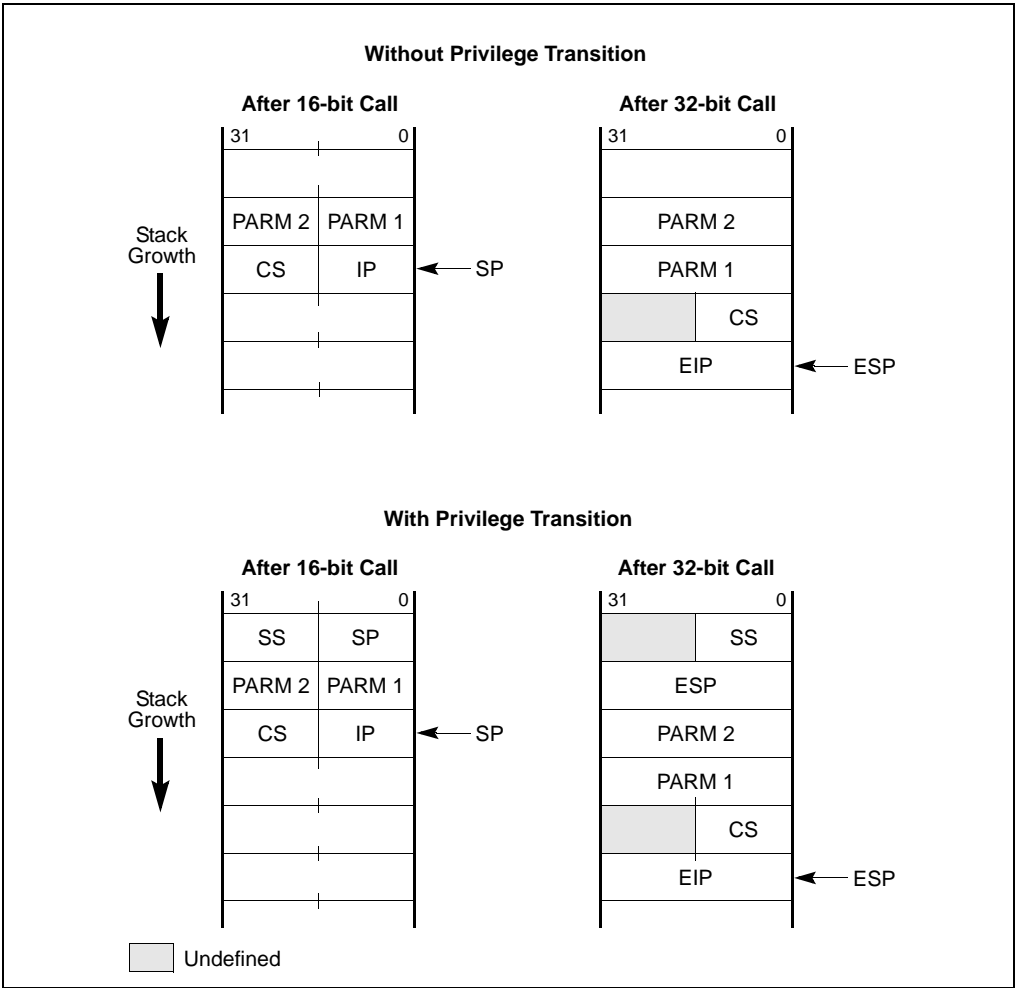 Without Privilege Transition
After 16-bit Call
After 32-bit Call
31 0
31 0
PARM 2 PARM 1
PARM 2
Stack
Growth
CS IP
SP
PARM 1
CS
EIP
ESP
With Privilege Transition
After 16-bit Call
After 32-bit Call
31 0
31 0
SS SP
SS
PARM 2 PARM 1
ESP
Stack
Growth
CS IP
SP
PARM 2
PARM 1
CS
EIP
ESP
Undefined